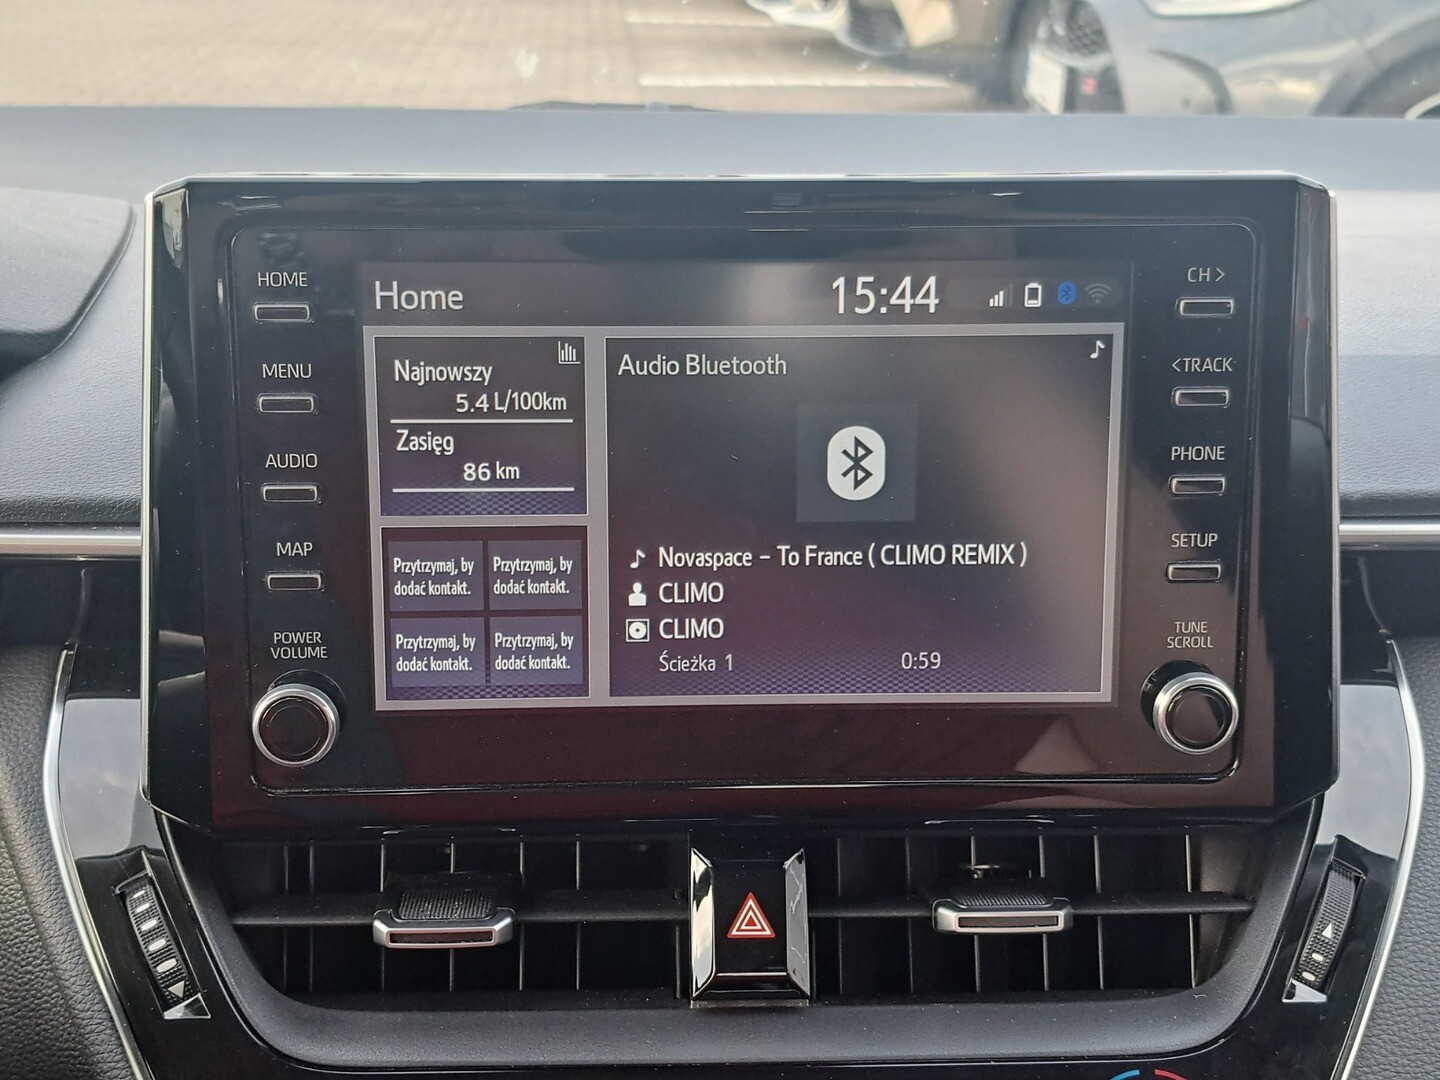 HOME
MENU
AUDIO
MAP
POWER
VOLUME
Home
15:44
Najnowszy
5.4 L/100km
Zasięg
86 km
Przytrzymaj, by
dodać kontakt.
Przytrzymaj, by
dodać kontakt.
Przytrzymaj, by
dodać kontakt.
Przytrzymaj, by
dodać kontakt.
Audio Bluetooth
Novaspace – To France ( CLIMO REMIX )
CLIMO
CLIMO
Ścieżka 1
0:59
CH >
< TRACK
PHONE
SETUP
TUNE
SCROLL